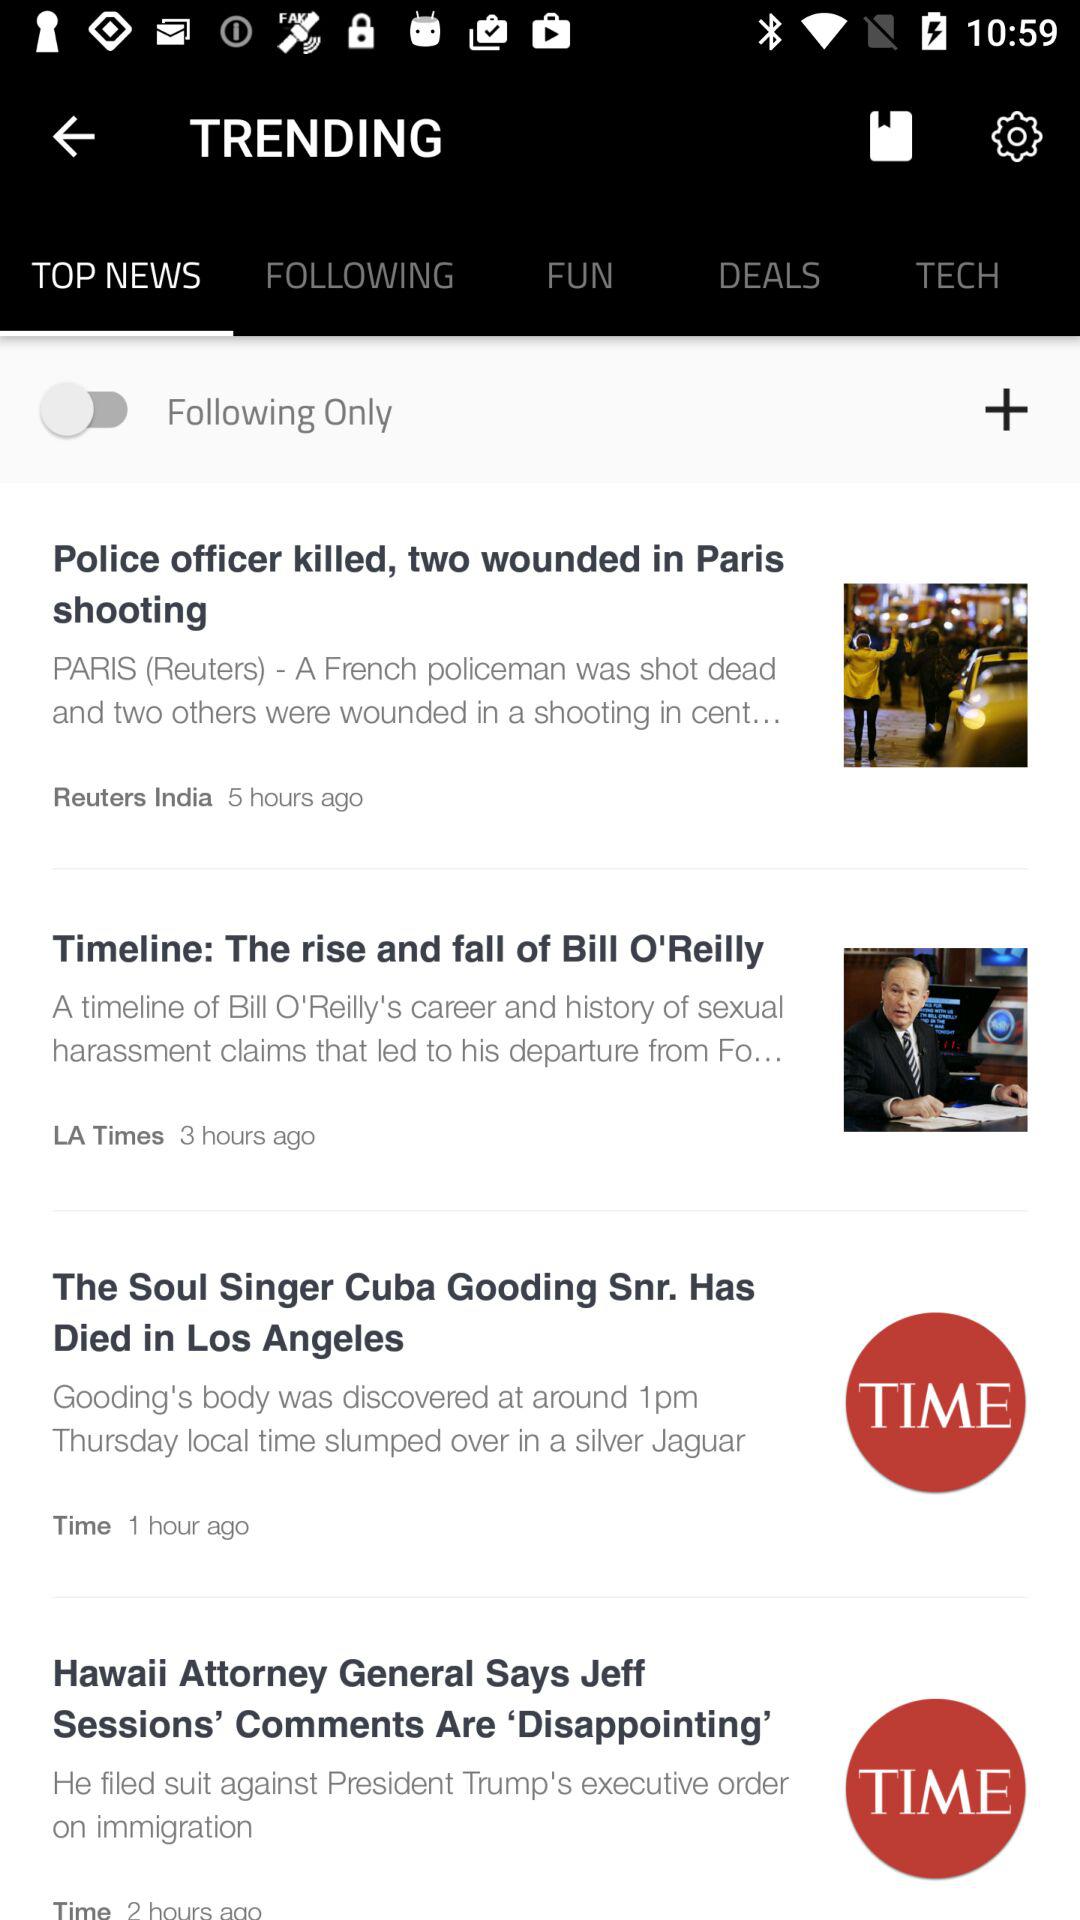 FAKE
10:59
TRENDING
TOP NEWS FOLLOWING FUN DEALS TECH
Following Only
Police officer killed, two wounded in Paris
shooting
PARIS (Reuters) - A French policeman was shot dead
and two others were wounded in a shooting in cent...
Reuters India 5 hours ago
Timeline: The rise and fall of Bill O'Reilly
A timeline of Bill O'Reilly's career and history of sexual
harassment claims that led to his departure from Fo...
LA Times 3 hours ago
The Soul Singer Cuba Gooding Snr. Has
Died in Los Angeles
Gooding's body was discovered at around 1pm
Thursday local time slumped over in a silver Jaguar
TIME
Time 1 hour ago
Hawaii Attorney General Says Jeff
Sessions’ Comments Are ‘Disappointing’
He filed suit against President Trump's executive order
on immigration
TIME
Time 2 hours ago